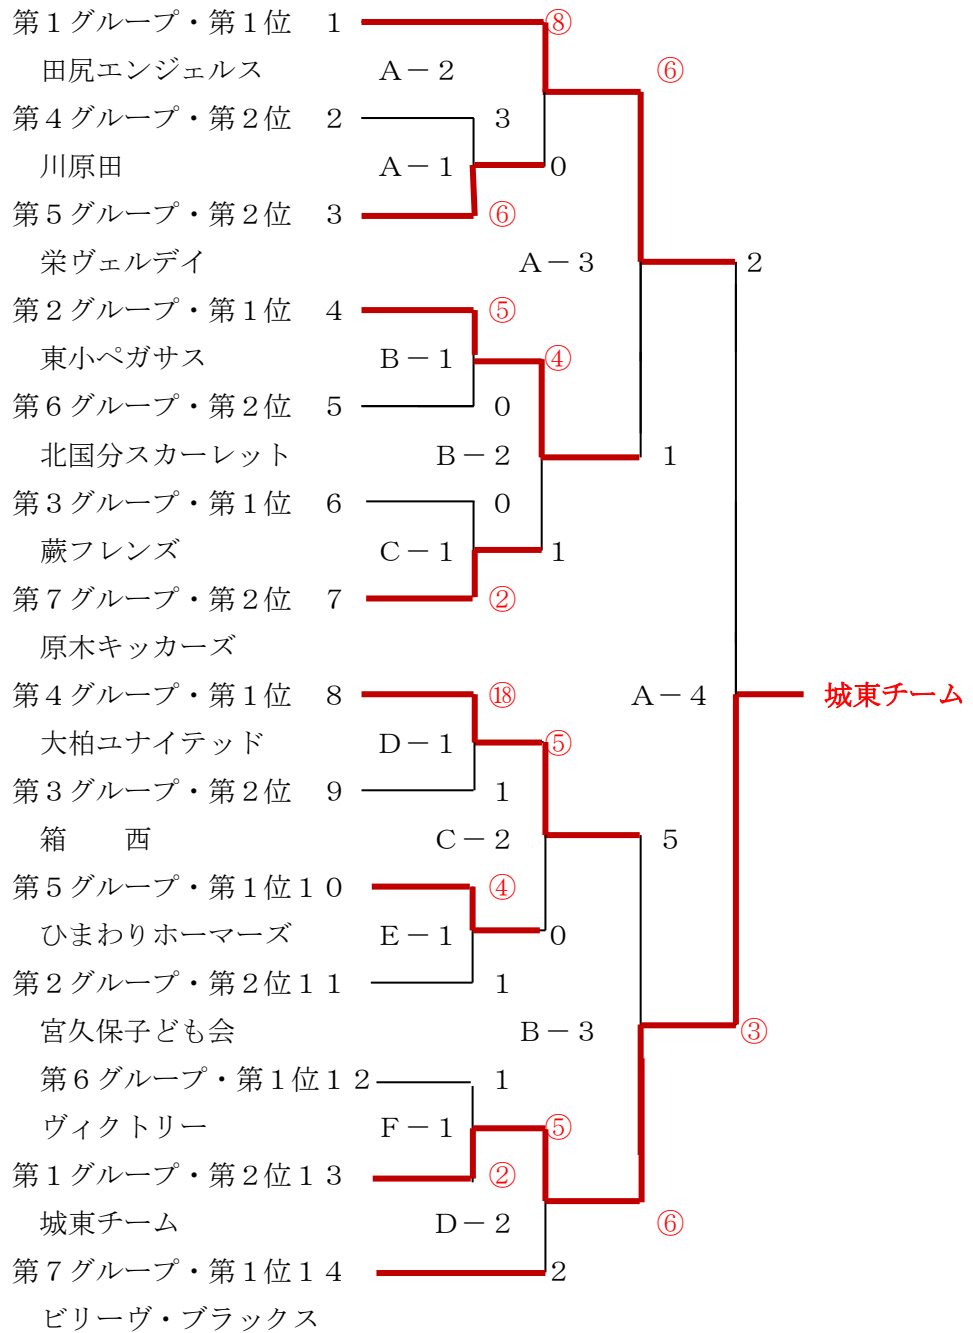 第１グループ・第１位　１　⑧
田尻エンジェルス　Ａ－２　⑥
第４グループ・第２位　２　３
川原田　Ａ－１　０
第５グループ・第２位　３　⑥
栄ヴェルデイ　Ａ－３　２
第２グループ・第１位　４　⑤
東小ペガサス　Ｂ－１　④
第６グループ・第２位　５　０
北国分スカーレット　Ｂ－２　１
第３グループ・第１位　６　０
蕨フレンズ　Ｃ－１　１
第７グループ・第２位　７　②
原木キッカーズ
第４グループ・第１位　８　⑱　Ａ－４　城東チーム
大柏ユナイテッド　Ｄ－１　⑤
第３グループ・第２位　９　１
箱　　西　Ｃ－２　５
第５グループ・第１位１０　④
ひまわりホーマーズ　Ｅ－１　０
第２グループ・第２位１１　１
宮久保子ども会　Ｂ－３　③
第６グループ・第１位１２　１
ヴィクトリー　Ｆ－１　⑤
第１グループ・第２位１３　②
城東チーム　Ｄ－２　⑥
第７グループ・第１位１４　２
ビリーヴ・ブラックス